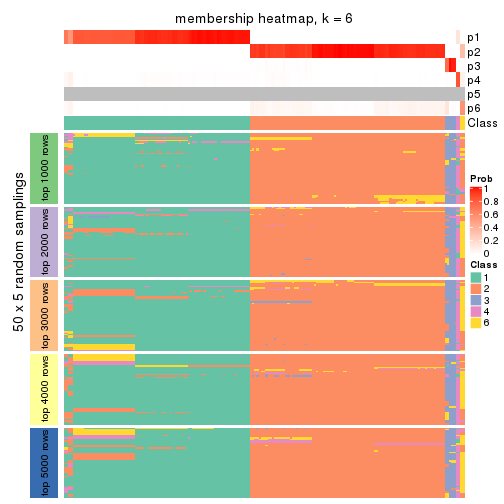 membership heatmap, k = 6
p1
p2
p3
p4
p5
p6
Class
50 x 5 random samplings
top 1000 rows
top 2000 rows
top 3000 rows
top 4000 rows
top 5000 rows
Prob
1
0.8
0.6
0.4
0.2
0
Class
1
2
3
4
6